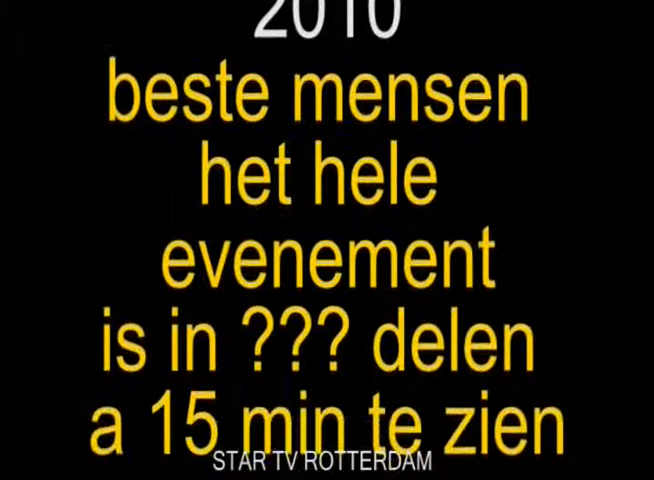 2010
beste mensen
het hele
evenement
is in ??? delen
a 15 min te zien
STAR TV ROTTERDAM